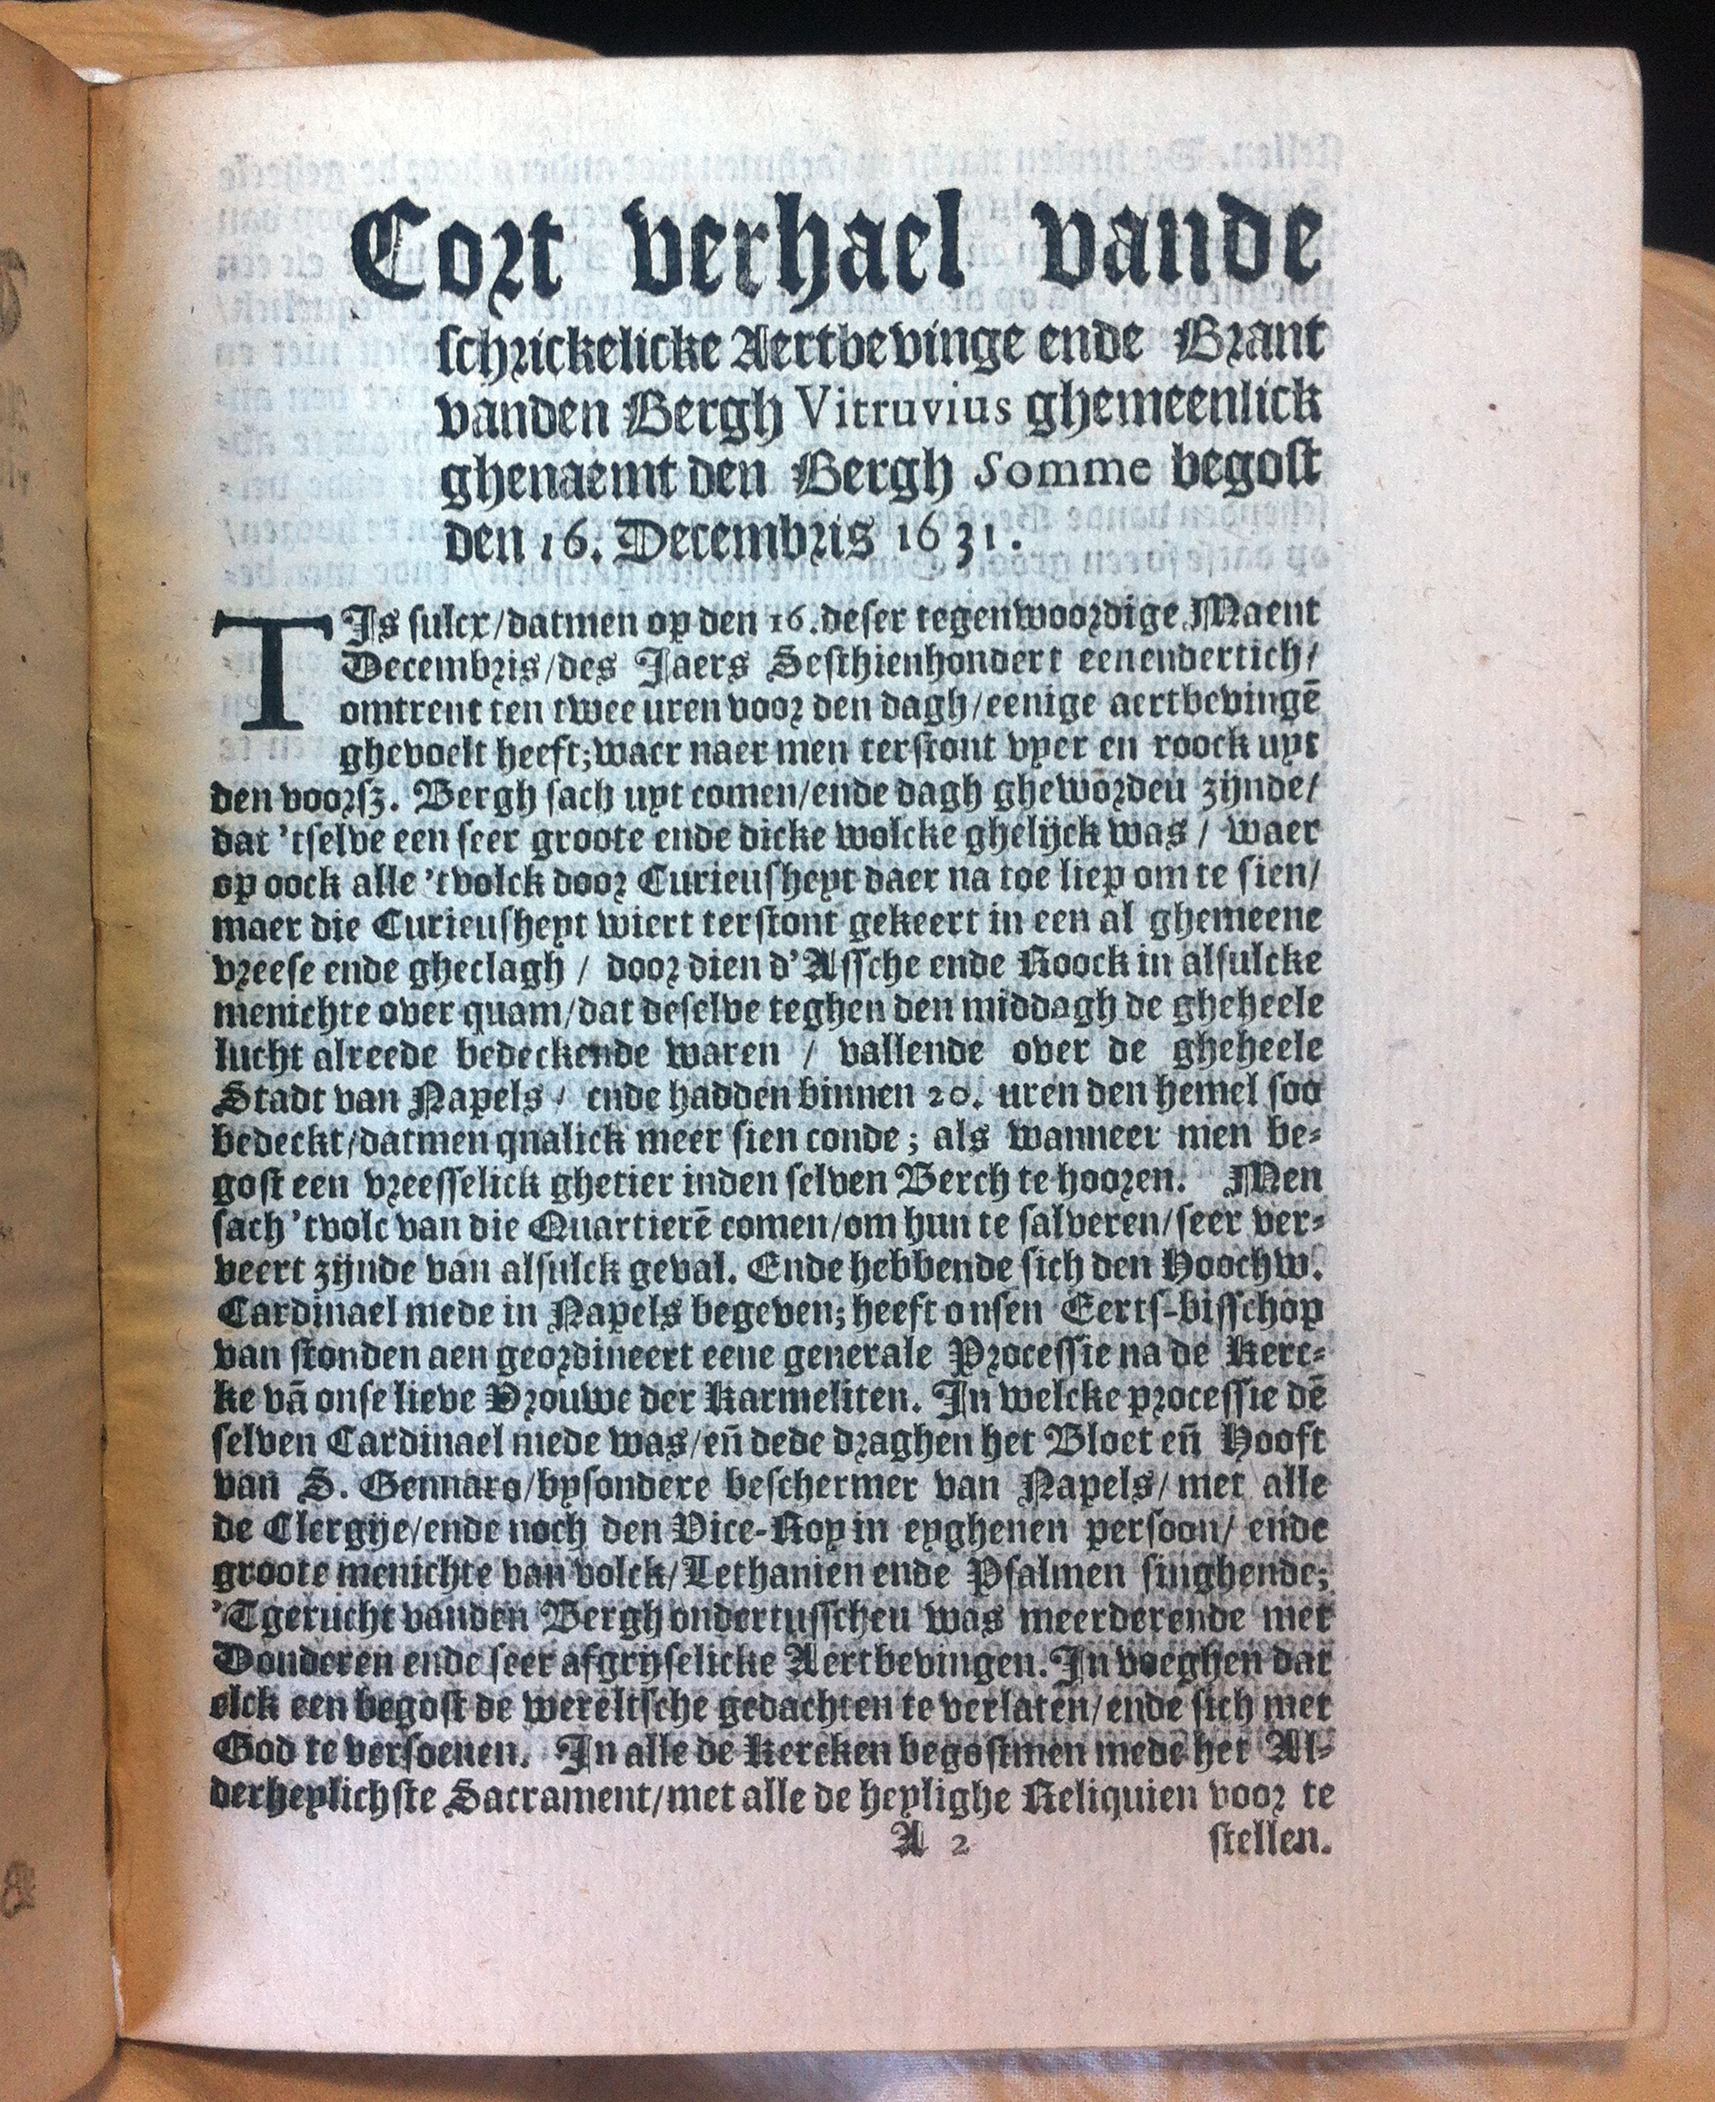 Cort verhael vande
schrickelicke Aertbevinge ende Brant
vanden Bergh Vitruvius ghemeenlick
ghenaemt den Bergh Somme begost
den 16. Decembris 1631.
TIs sulcx/datmen op den 16. deser tegenwoordige Maent
Decembris/des Jaers Sesthienhondert eenendertich/
omtrent ten twee uren voor den dagh/eenige aertbevingē
ghevoelt heeft; waer naer men terstont vyer en roock uyt
den voorsz. Bergh sach uyt comen/ende dagh gheworden zijnde/
dat 'tselve een seer groote ende dicke wolcke ghelijck was / waer
op oock alle 'tvolck door Curieusheyt daer na toe liep om te sien/
maer die Curieusheyt wiert terstont gekeert in een al ghemeene
vreese ende gheclagh / door dien d'Assche ende Roock in alsulcke
menichte over quam/dat deselve teghen den middagh de gheheele
lucht alreede bedeckende waren / vallende over de gheheele
Stadt van Napels / ende hadden binnen 20. uren den hemel soo
bedeckt/datmen qualick meer sien conde; als wanneer men be-
gost een vreesselick ghetier inden selven Berch te hooren. Men
sach 'tvolc van die Quartierē comen/om hun te salveren/seer ver-
veert zijnde van alsulck geval. Ende hebbende sich den Hoochw.
Cardinael mede in Napels begeven; heeft onsen Eerts-bisschop
van stonden aen geordineert eene generale Processie na de Kerc-
ke vā onse lieve Vrouwe der Karmeliten. In welcke processie dē
selven Cardinael mede was/eñ dede draghen het Bloet eñ Hooft
van S. Gennaro/bysondere beschermer van Napels/met alle
de Clergye/ende noch den Vice-Roy in eyghenen persoon/ ende
groote menichte van volck/Lethanien ende Psalmen singhende;
'Tgerucht vanden Bergh ondertusschen was meerderende met
Donderen ende seer afgrijselicke Aertbevingen. In voeghen dat
elck een begost de wereltsche gedachten te verlaten/ende sich met
God te versoenen. In alle de Kercken begostmen mede het Al-
derheylichste Sacrament/met alle de heylighe Reliquien voor te
A 2 stellen.